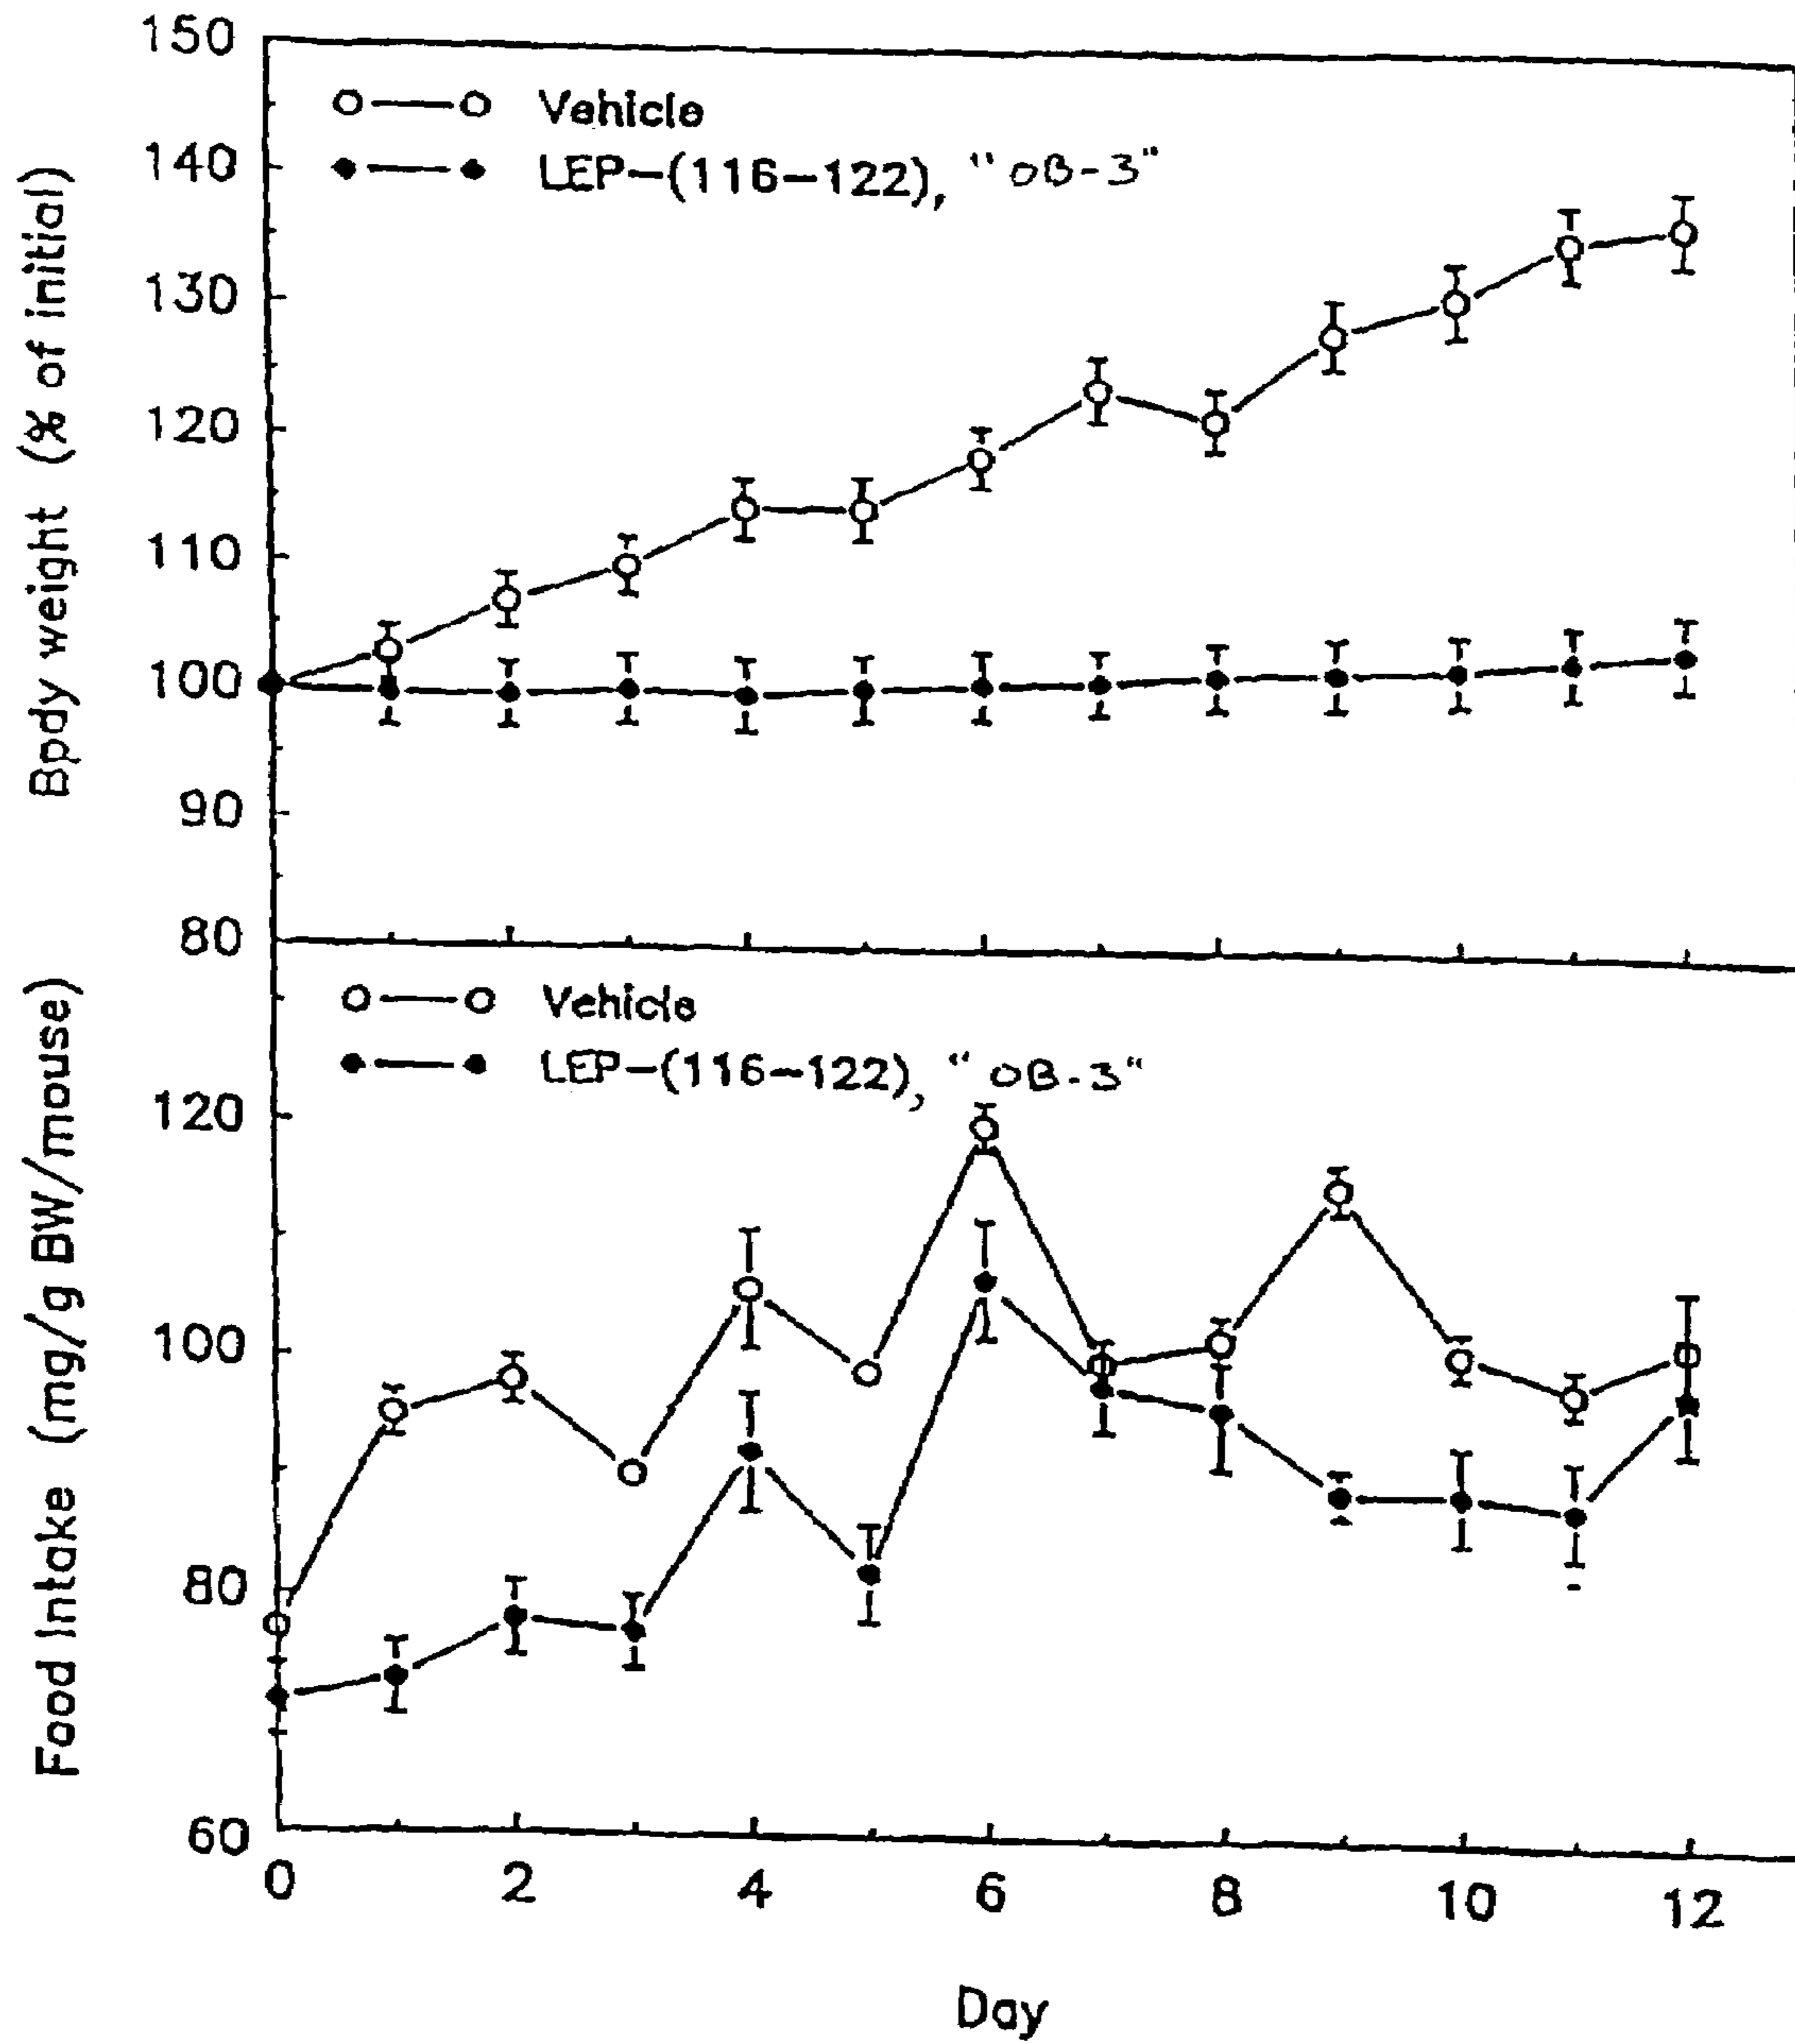 Bpdy weight (% of initial)
150
140
130
120
110
100
90
80
Vehicle
LEP-(116-122), "OB-3"
Food Intake (mg/g BW/mouse)
120
100
80
60
Vehicle
LEP-(116-122), "OB-3"
0 2 4 6 8 10 12
Day